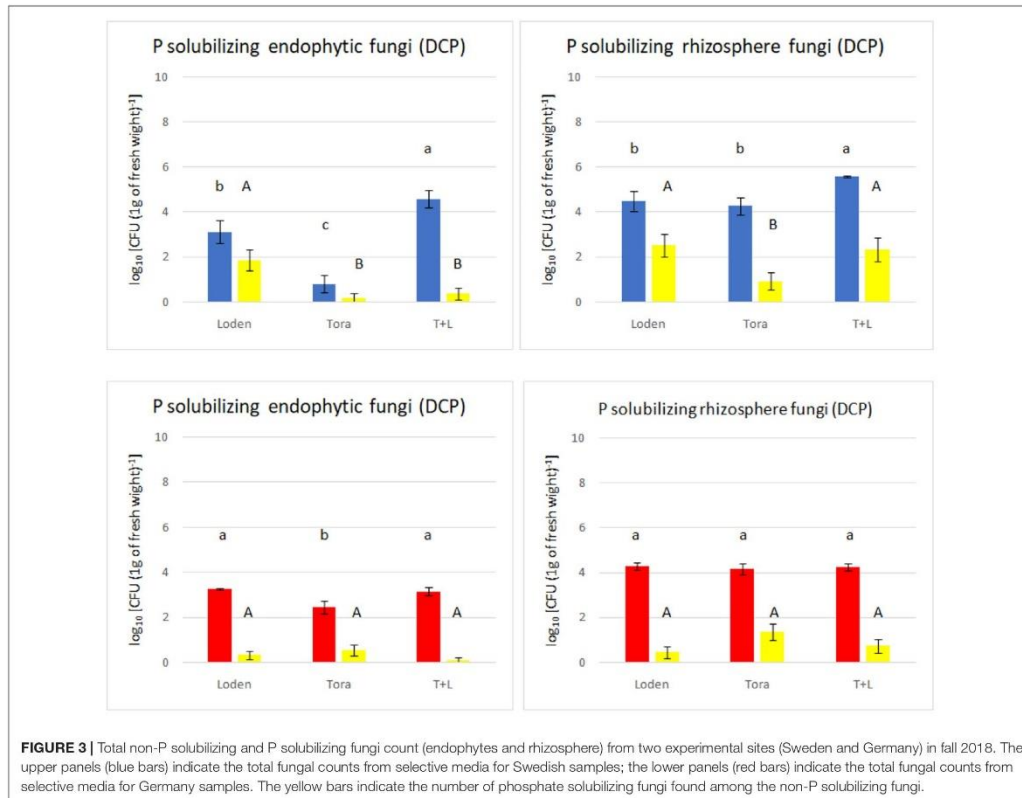 P solubilizing endophytic fungi (DCP)
log₁₀ [CFU (1g of fresh wight)⁻¹]
10
8
6
4
2
0
b
A
c
B
a
B
Loden
Tora
T+L
P solubilizing rhizosphere fungi (DCP)
log₁₀ [CFU (1g of fresh wight)⁻¹]
10
8
6
4
2
0
b
A
b
B
a
A
Loden
Tora
T+L
P solubilizing endophytic fungi (DCP)
log₁₀ [CFU (1g of fresh wight)⁻¹]
10
8
6
4
2
0
a
A
b
A
a
A
Loden
Tora
T+L
P solubilizing rhizosphere fungi (DCP)
log₁₀ [CFU (1g of fresh wight)⁻¹]
10
8
6
4
2
0
a
A
a
A
a
A
Loden
Tora
T+L
FIGURE 3 | Total non-P solubilizing and P solubilizing fungi count (endophytes and rhizosphere) from two experimental sites (Sweden and Germany) in fall 2018. The
upper panels (blue bars) indicate the total fungal counts from selective media for Swedish samples; the lower panels (red bars) indicate the total fungal counts from
selective media for Germany samples. The yellow bars indicate the number of phosphate solubilizing fungi found among the non-P solubilizing fungi.